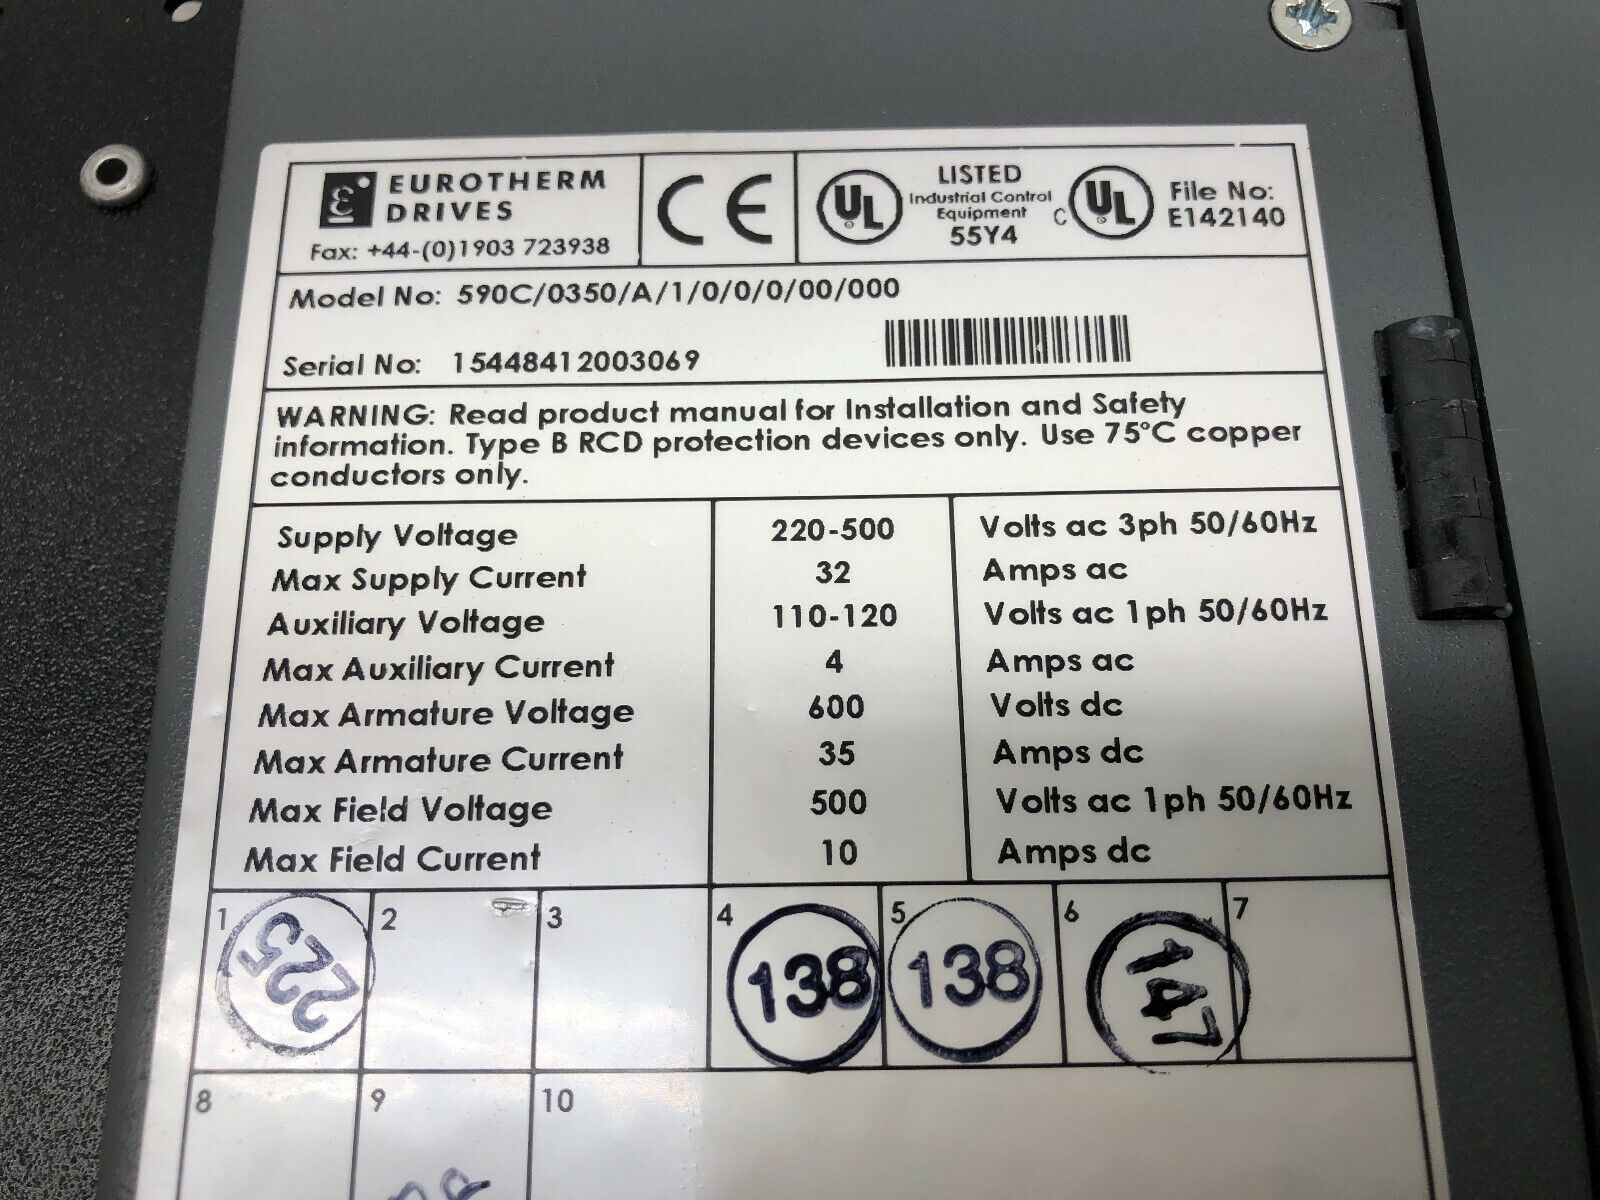 EUROTHERM
DRIVES
Fax: +44-(0)1903 723938
CE
UL
LISTED
Industrial Control
Equipment
55Y4
C UL
File No:
E142140
Model No: 590C/0350/A/1/0/0/0/00/000
Serial No: 15448412003069
WARNING: Read product manual for Installation and Safety
information. Type B RCD protection devices only. Use 75°C copper
conductors only.
Supply Voltage 220-500 Volts ac 3ph 50/60Hz
Max Supply Current 32 Amps ac
Auxiliary Voltage 110-120 Volts ac 1ph 50/60Hz
Max Auxiliary Current 4 Amps ac
Max Armature Voltage 600 Volts dc
Max Armature Current 35 Amps dc
Max Field Voltage 500 Volts ac 1ph 50/60Hz
Max Field Current 10 Amps dc
1 2 3 4 5 6 7
225 138 138 147
8 9 10